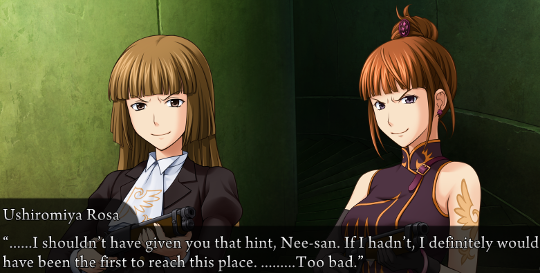 Ushiromiya Rosa
“......I shouldn't have given you that hint, Nee-san. If I hadn't, I definitely would
have been the first to reach this place. .........Too bad.”